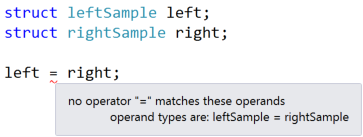 struct leftSample left;
struct rightSample right;
left = right;
no operator "=" matches these operands
operand types are: leftSample = rightSample